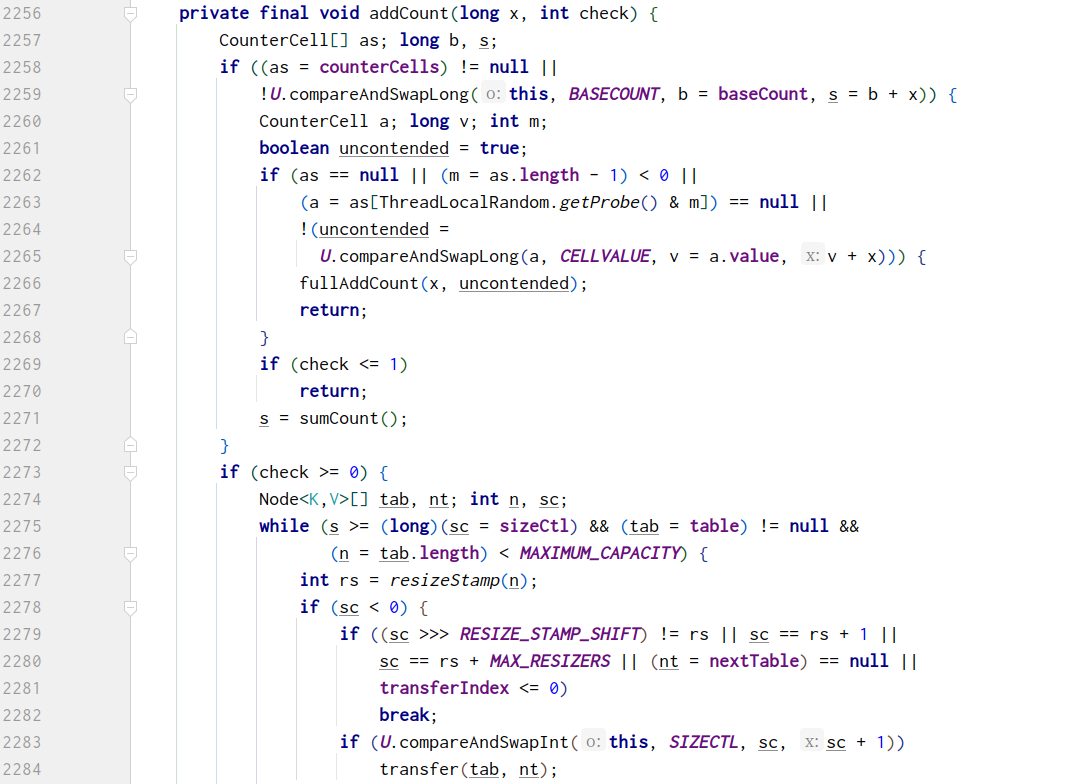 2256 private final void addCount(long x, int check) {
2257 CounterCell[] as; long b, s;
2258 if ((as = counterCells) != null ||
2259 !U.compareAndSwapLong( o: this, BASECOUNT, b = baseCount, s = b + x)) {
2260 CounterCell a; long v; int m;
2261 boolean uncontended = true;
2262 if (as == null || (m = as.length - 1) < 0 ||
2263 (a = as[ThreadLocalRandom.getProbe() & m]) == null ||
2264 !(uncontended =
2265 U.compareAndSwapLong(a, CELLVALUE, v = a.value, x: v + x))) {
2266 fullAddCount(x, uncontended);
2267 return;
2268 }
2269 if (check <= 1)
2270 return;
2271 s = sumCount();
2272 }
2273 if (check >= 0) {
2274 Node<K,V>[] tab, nt; int n, sc;
2275 while (s >= (long)(sc = sizeCtl) && (tab = table) != null &&
2276 (n = tab.length) < MAXIMUM_CAPACITY) {
2277 int rs = resizeStamp(n);
2278 if (sc < 0) {
2279 if ((sc >>> RESIZE_STAMP_SHIFT) != rs || sc == rs + 1 ||
2280 sc == rs + MAX_RESIZERS || (nt = nextTable) == null ||
2281 transferIndex <= 0)
2282 break;
2283 if (U.compareAndSwapInt( o: this, SIZECTL, sc, x: sc + 1))
2284 transfer(tab, nt);